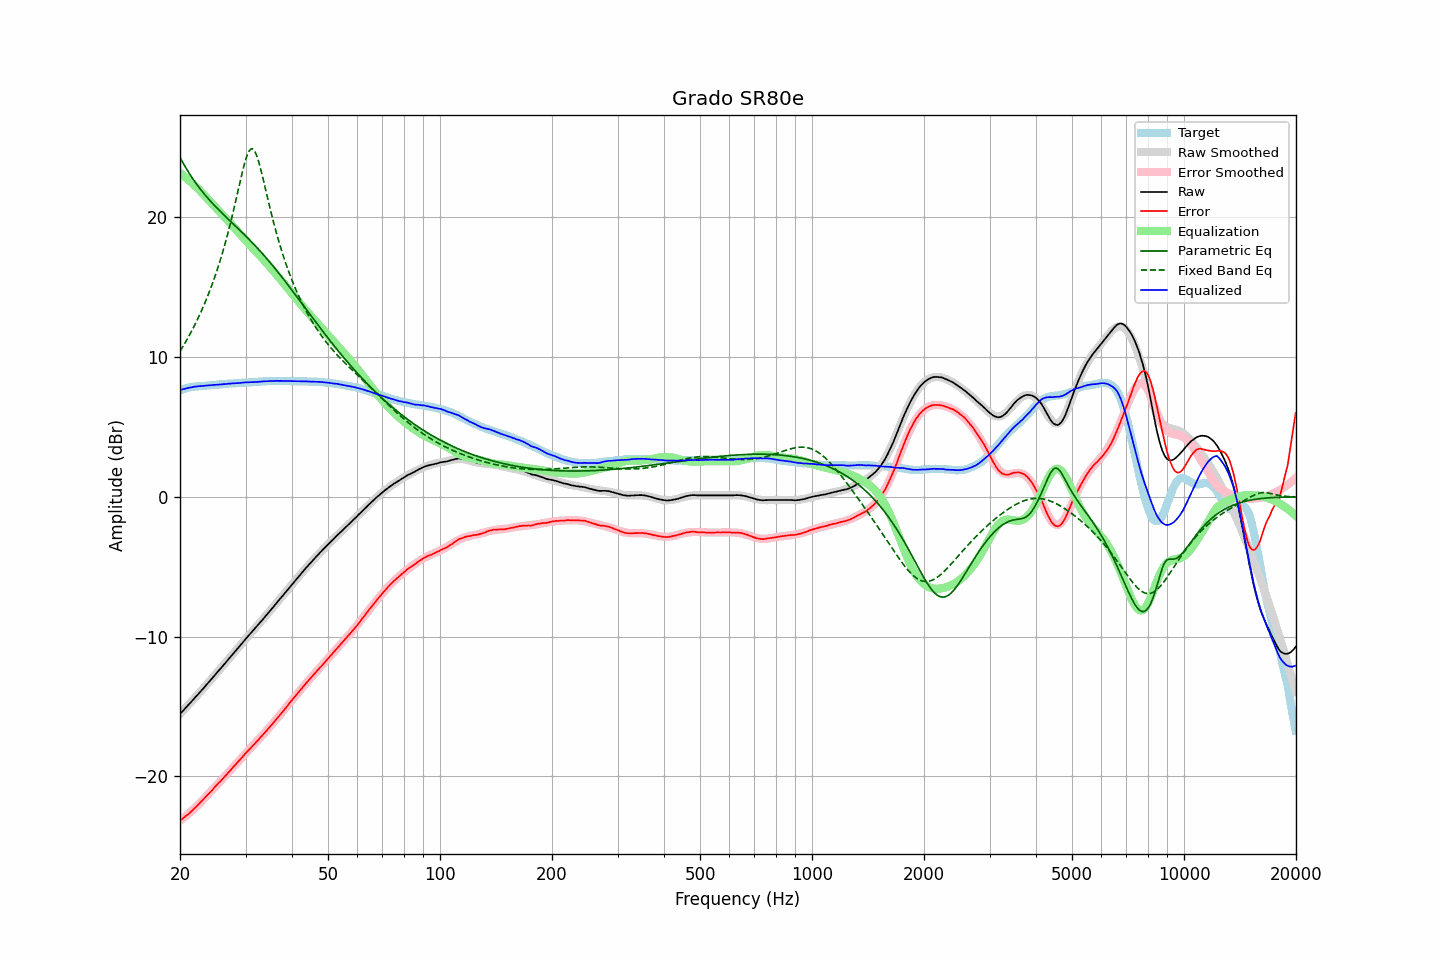 Grado SR80e
Target
Raw Smoothed
Error Smoothed
Raw
Error
Equalization
Parametric Eq
Fixed Band Eq
Equalized
Amplitude (dBr)
20
10
0
−10
−20
20 50 100 200 500 1000 2000 5000 10000 20000
Frequency (Hz)